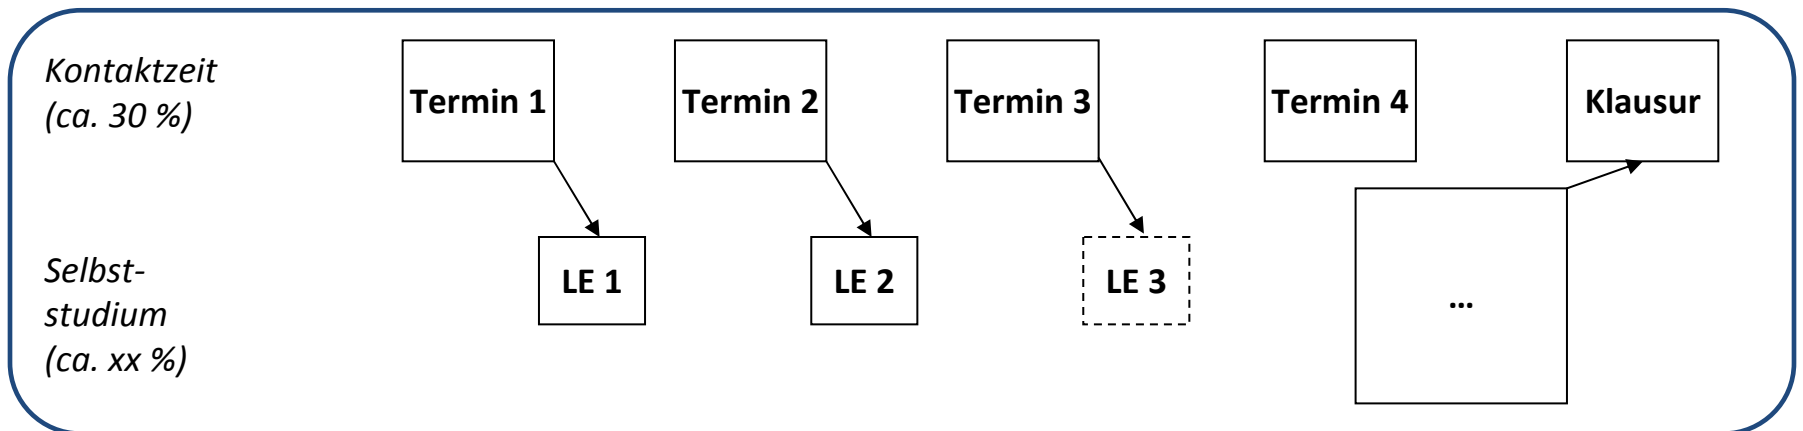 Kontaktzeit
(ca. 30 %)
Termin 1
Termin 2
Termin 3
Termin 4
Klausur
Selbst-
studium
(ca. xx %)
LE 1
LE 2
LE 3
...